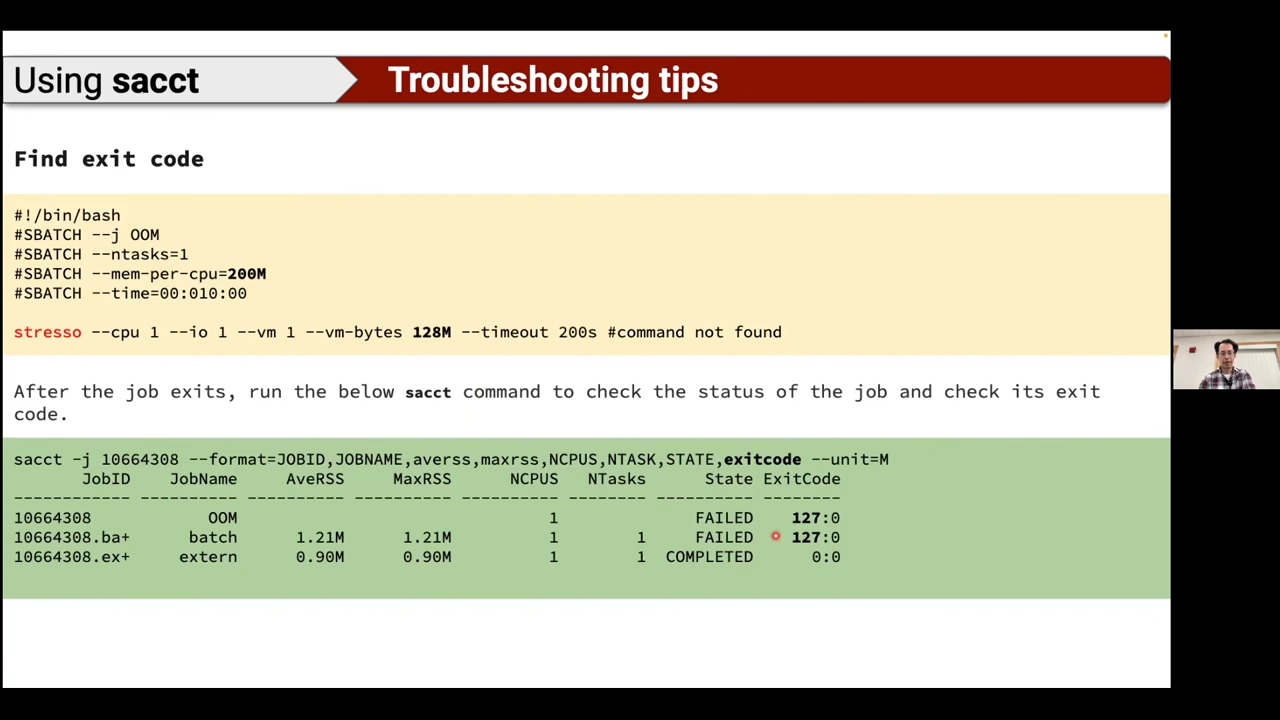 Using sacct
Troubleshooting tips
Find exit code
#!/bin/bash
#SBATCH --j OOM
#SBATCH --ntasks=1
#SBATCH --mem-per-cpu=200M
#SBATCH --time=00:010:00
stresso --cpu 1 --io 1 --vm 1 --vm-bytes 128M --timeout 200s #command not found
After the job exits, run the below sacct command to check the status of the job and check its exit
code.
sacct -j 10664308 --format=JOBID,JOBNAME,averss,maxrss,NCPUS,NTASK,STATE,exitcode --unit=M
JobID JobName AveRSS MaxRSS NCPUS NTasks State ExitCode
------------ ---------- ---------- ---------- ---------- -------- ---------- --------
10664308 OOM 1 FAILED 127:0
10664308.ba+ batch 1.21M 1.21M 1 1 FAILED 127:0
10664308.ex+ extern 0.90M 0.90M 1 1 COMPLETED 0:0